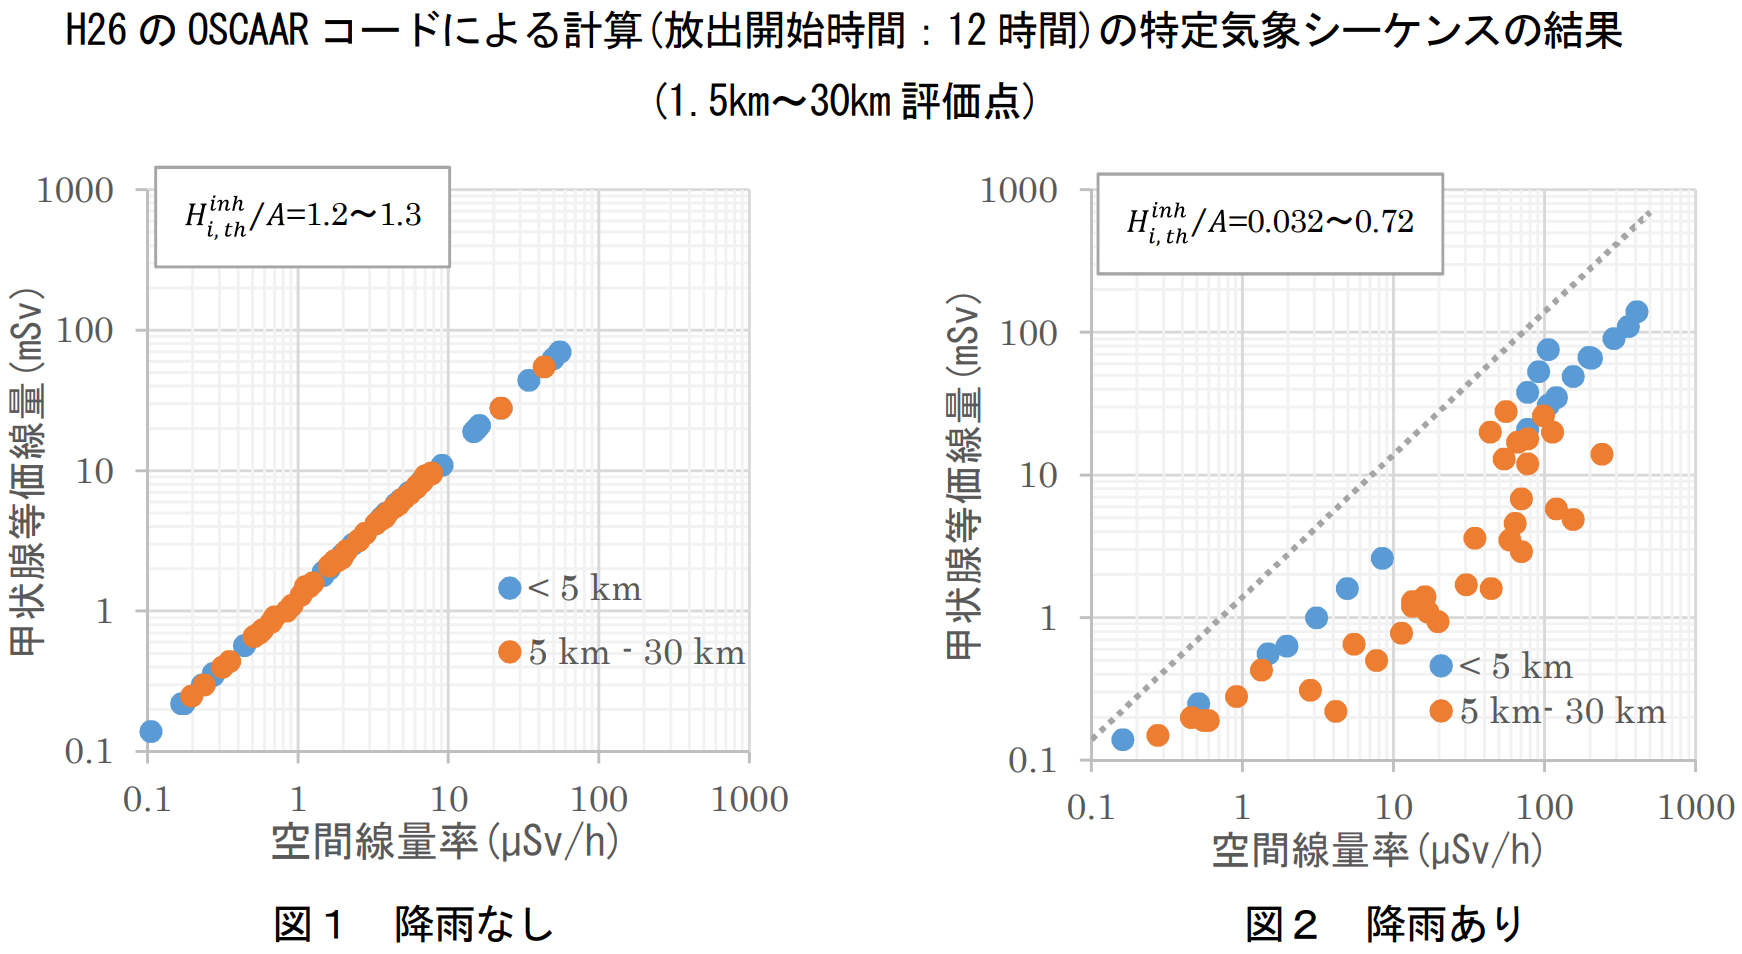 H26 の OSCAAR コードによる計算(放出開始時間：12 時間)の特定気象シーケンスの結果
(1.5km～30km 評価点)
H_{i,th}^{inh}/A=1.2～1.3
甲状腺等価線量(mSv)
1000
100
10
1
0.1
< 5 km
5 km - 30 km
0.1 1 10 100 1000
空間線量率(μSv/h)
図１　降雨なし
H_{i,th}^{inh}/A=0.032～0.72
甲状腺等価線量(mSv)
1000
100
10
1
0.1
< 5 km
5 km- 30 km
0.1 1 10 100 1000
空間線量率(μSv/h)
図２　降雨あり